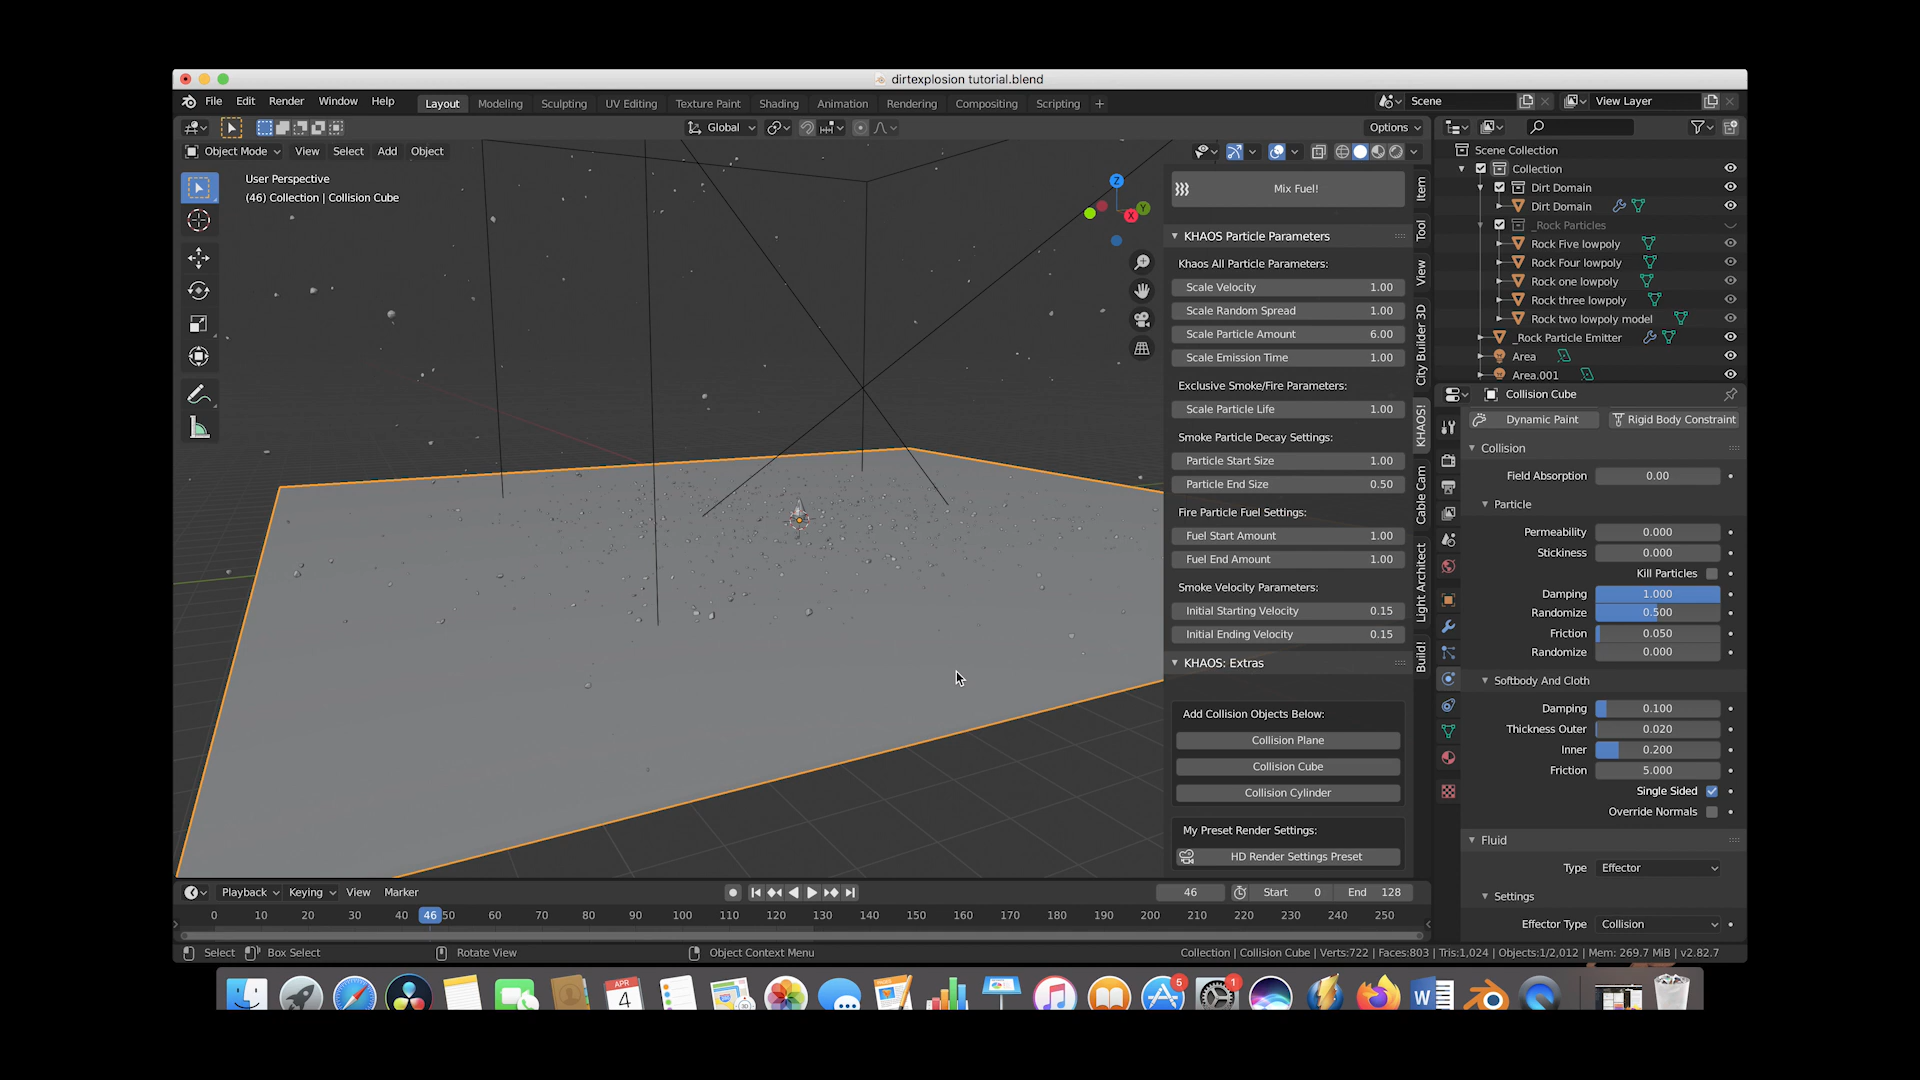 dirtexplosion tutorial.blend
File Edit Render Window Help
Layout Modeling Sculpting UV Editing Texture Paint Shading Animation Rendering Compositing Scripting +
Scene
View Layer
Global
Options
Object Mode View Select Add Object
User Perspective
(46) Collection | Collision Cube
Z
Y
X
Mix Fuel!
KHAOS Particle Parameters
Khaos All Particle Parameters:
Scale Velocity 1.00
Scale Random Spread 1.00
Scale Particle Amount 6.00
Scale Emission Time 1.00
Exclusive Smoke/Fire Parameters:
Scale Particle Life 1.00
Smoke Particle Decay Settings:
Particle Start Size 1.00
Particle End Size 0.50
Fire Particle Fuel Settings:
Fuel Start Amount 1.00
Fuel End Amount 1.00
Smoke Velocity Parameters:
Initial Starting Velocity 0.15
Initial Ending Velocity 0.15
KHAOS: Extras
Add Collision Objects Below:
Collision Plane
Collision Cube
Collision Cylinder
My Preset Render Settings:
HD Render Settings Preset
Item
Tool
View
City Builder 3D
KHAOS!
Cable Cam
Light Architect
Build!
Scene Collection
Collection
Dirt Domain
Dirt Domain
_Rock Particles
Rock Five lowpoly
Rock Four lowpoly
Rock one lowpoly
Rock three lowpoly
Rock two lowpoly model
_Rock Particle Emitter
Area
Area.001
Collision Cube
Dynamic Paint
Rigid Body Constraint
Collision
Field Absorption 0.00
Particle
Permeability 0.000
Stickiness 0.000
Kill Particles
Damping 1.000
Randomize 0.500
Friction 0.050
Randomize 0.000
Softbody And Cloth
Damping 0.100
Thickness Outer 0.020
Inner 0.200
Friction 5.000
Single Sided
Override Normals
Fluid
Type Effector
Settings
Effector Type Collision
Playback Keying View Marker
46
Start 0
End 128
0 10 20 30 40 46 50 60 70 80 90 100 110 120 130 140 150 160 170 180 190 200 210 220 230 240 250
Select
Box Select
Rotate View
Object Context Menu
Collection | Collision Cube | Verts:722 | Faces:803 | Tris:1,024 | Objects:1/2,012 | Mem: 269.7 MiB | v2.82.7
APR
4
5
1
W